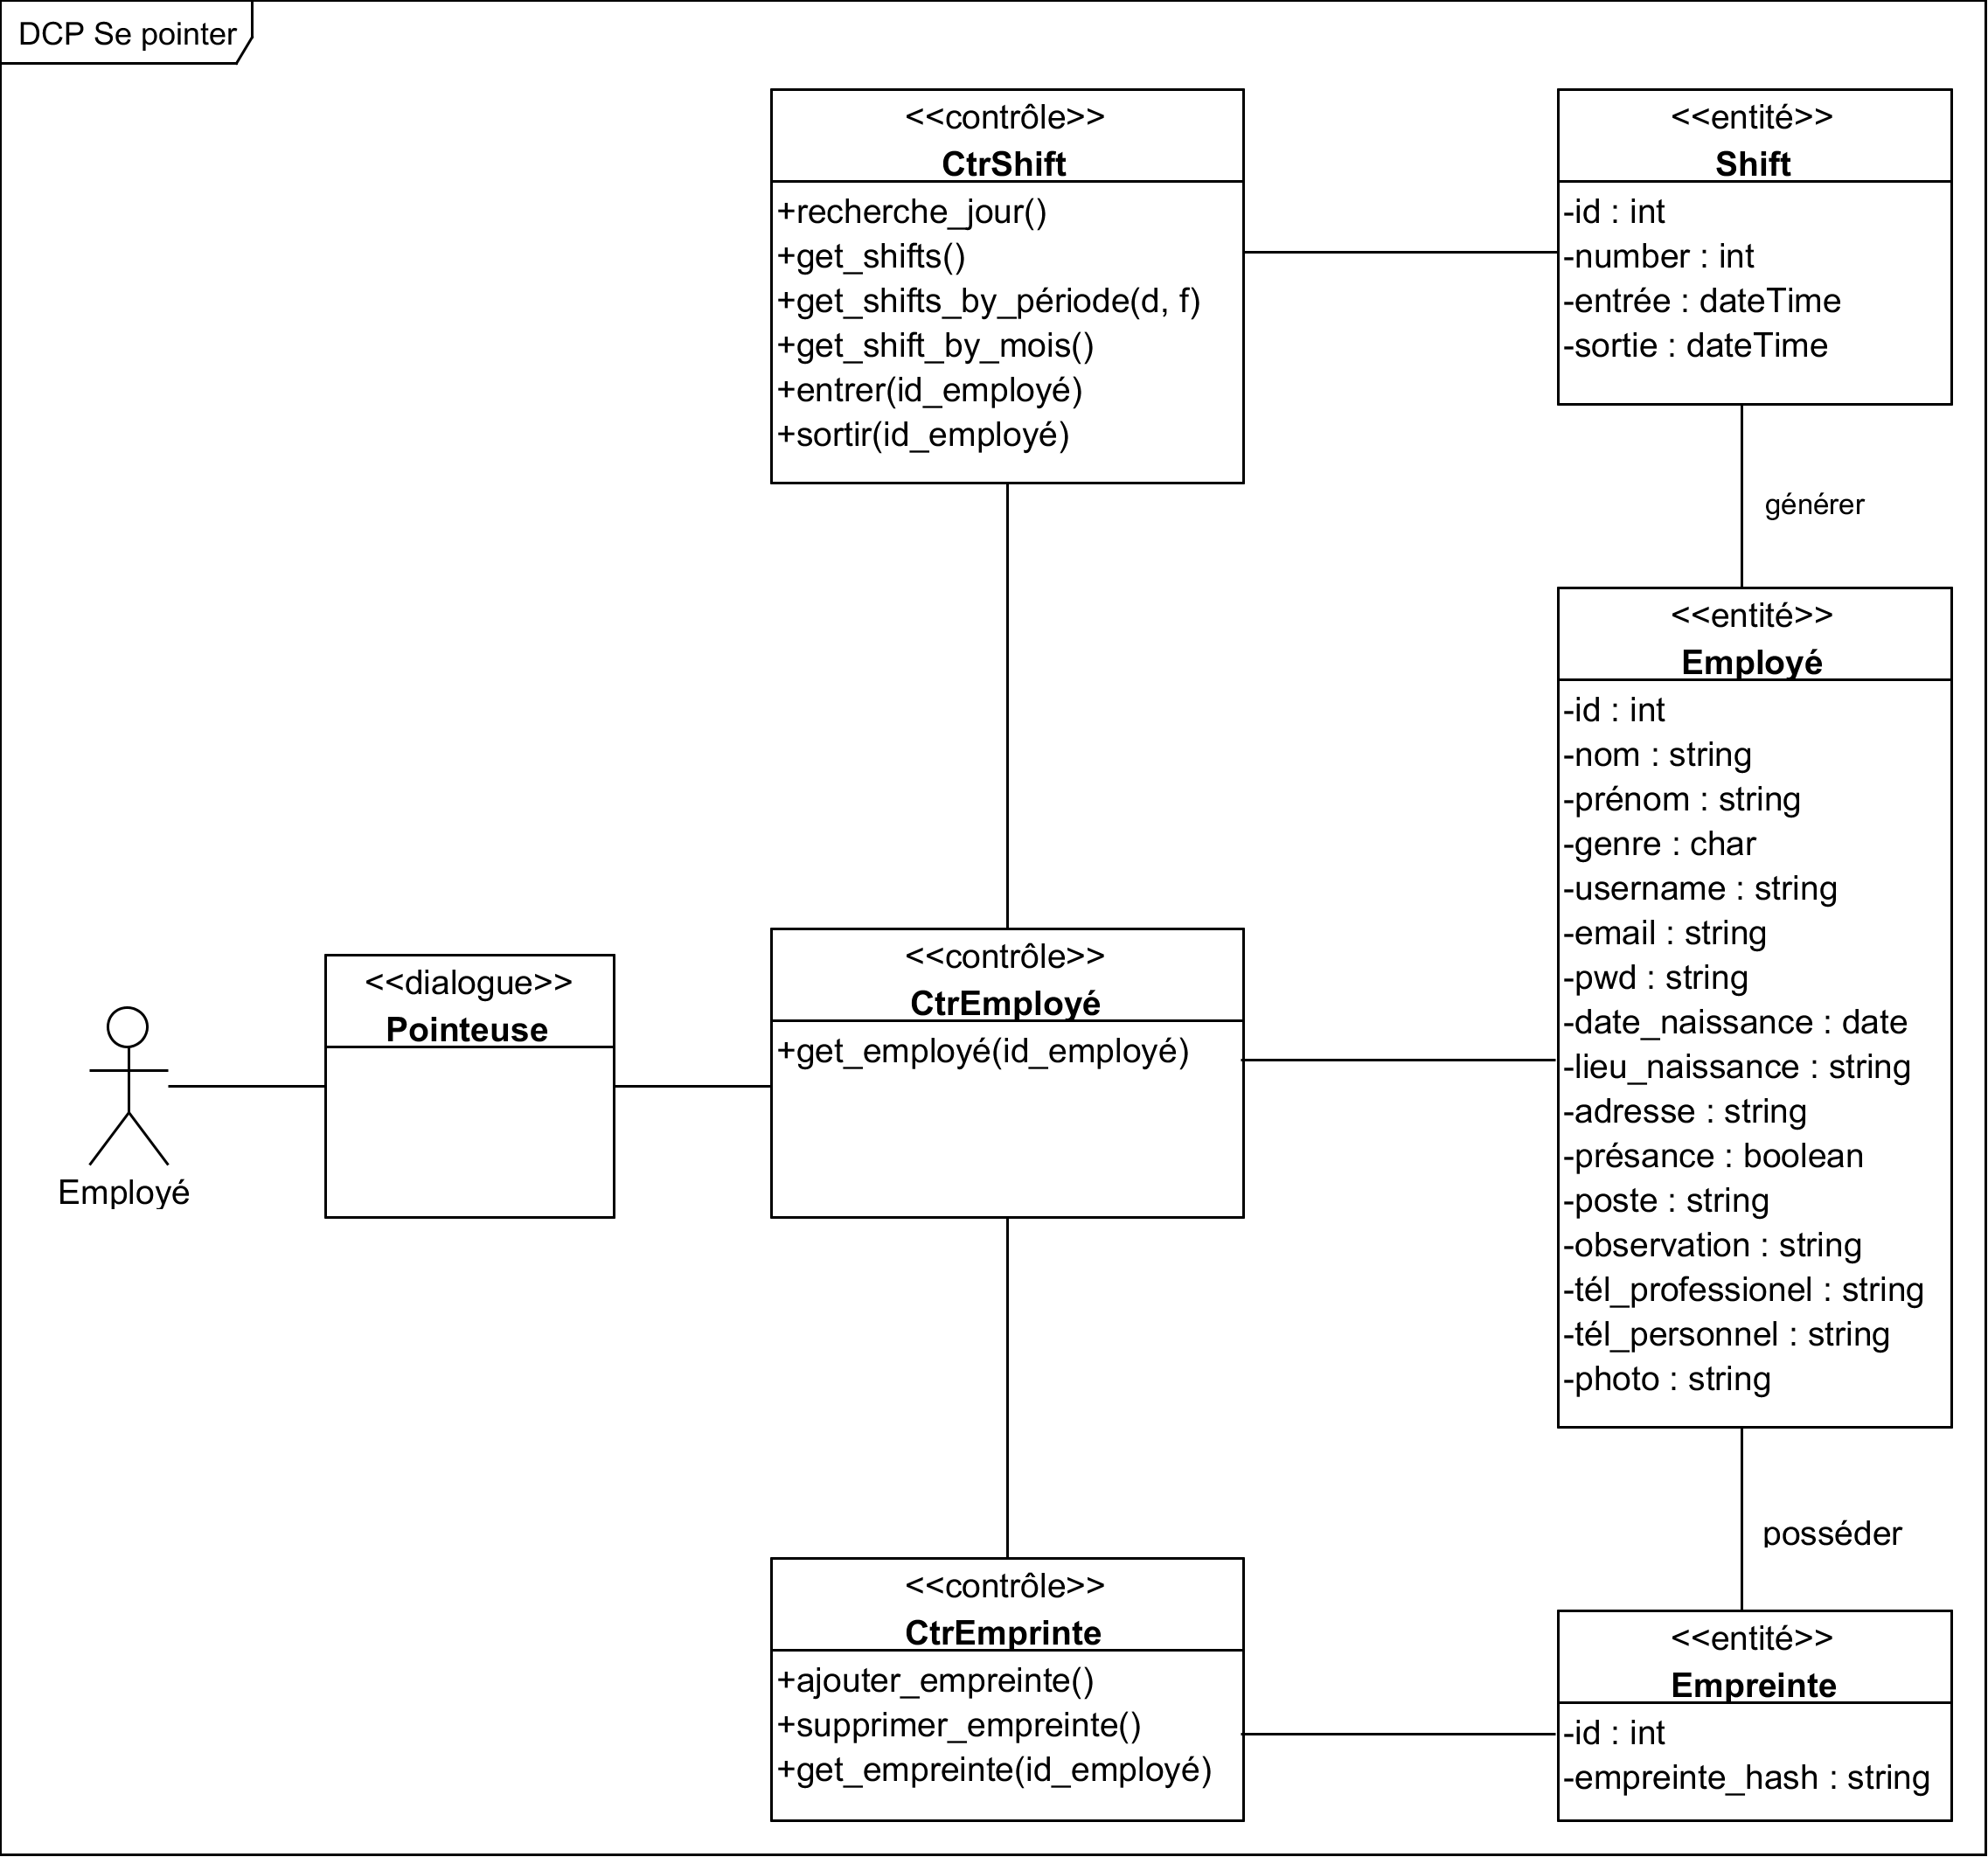 DCP Se pointer
<<contrôle>>
CtrShift
+recherche_jour()
+get_shifts()
+get_shifts_by_période(d, f)
+get_shift_by_mois()
+entrer(id_employé)
+sortir(id_employé)
<<entité>>
Shift
-id : int
-number : int
-entrée : dateTime
-sortie : dateTime
générer
<<entité>>
Employé
-id : int
-nom : string
-prénom : string
-genre : char
-username : string
-email : string
-pwd : string
-date_naissance : date
-lieu_naissance : string
-adresse : string
-présance : boolean
-poste : string
-observation : string
-tél_professionel : string
-tél_personnel : string
-photo : string
Employé
<<dialogue>>
Pointeuse
<<contrôle>>
CtrEmployé
+get_employé(id_employé)
posséder
<<contrôle>>
CtrEmprinte
+ajouter_empreinte()
+supprimer_empreinte()
+get_empreinte(id_employé)
<<entité>>
Empreinte
-id : int
-empreinte_hash : string